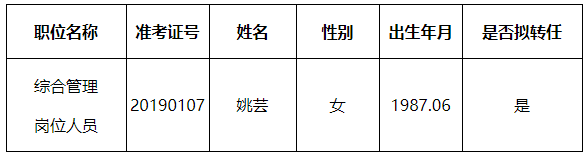 职位名称 准考证号 姓名 性别 出生年月 是否拟转任
综合管理
岗位人员 20190107 姚芸 女 1987.06 是